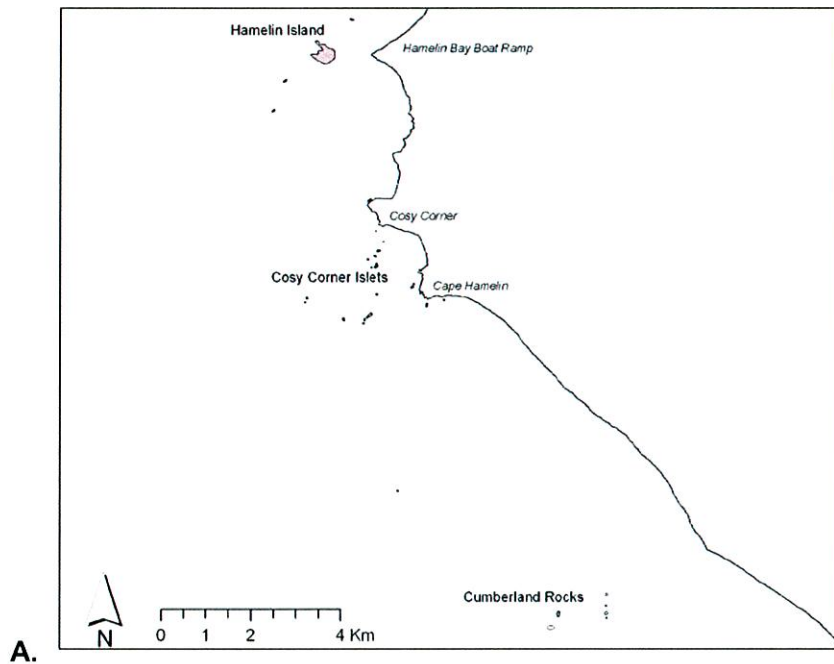 Hamelin Island
Hamelin Bay Boat Ramp
Cosy Corner
Cosy Corner Islets
Cape Hamelin
Cumberland Rocks
N
0 1 2 4 Km
A.